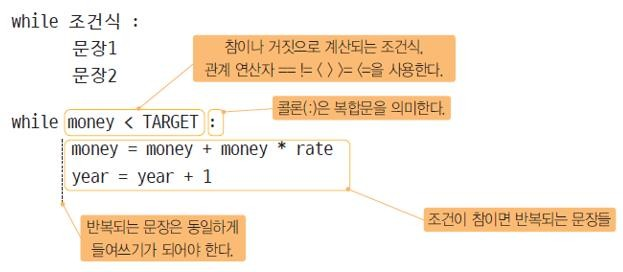 while 조건식 :
문장1
문장2
참이나 거짓으로 계산되는 조건식,
관계 연산자 == != < > >= <=을 사용한다.
콜론(:)은 복합문을 의미한다.
while money < TARGET :
money = money + money * rate
year = year + 1
조건이 참이면 반복되는 문장들
반복되는 문장은 동일하게
들여쓰기가 되어야 한다.